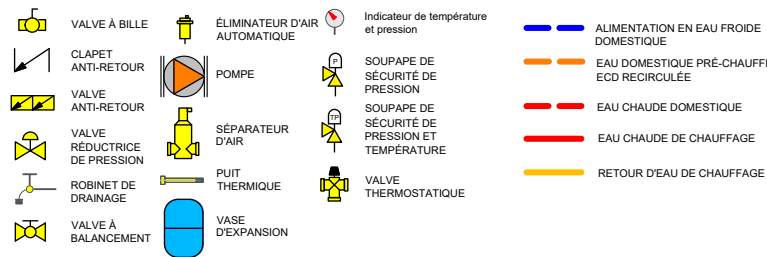 VALVE À BILLE
CLAPET
ANTI-RETOUR
VALVE
ANTI-RETOUR
VALVE
RÉDUCTRICE
DE PRESSION
ROBINET DE
DRAINAGE
VALVE À
BALANCEMENT
ÉLIMINATEUR D'AIR
AUTOMATIQUE
POMPE
SÉPARATEUR
D'AIR
PUIT
THERMIQUE
VASE
D'EXPANSION
Indicateur de température
et pression
P
SOUPAPE DE
SÉCURITÉ DE
PRESSION
TP
SOUPAPE DE
SÉCURITÉ DE
PRESSION ET
TEMPÉRATURE
VALVE
THERMOSTATIQUE
ALIMENTATION EN EAU FROIDE
DOMESTIQUE
EAU DOMESTIQUE PRÉ-CHAUFF
ECD RECIRCULÉE
EAU CHAUDE DOMESTIQUE
EAU CHAUDE DE CHAUFFAGE
RETOUR D'EAU DE CHAUFFAGE